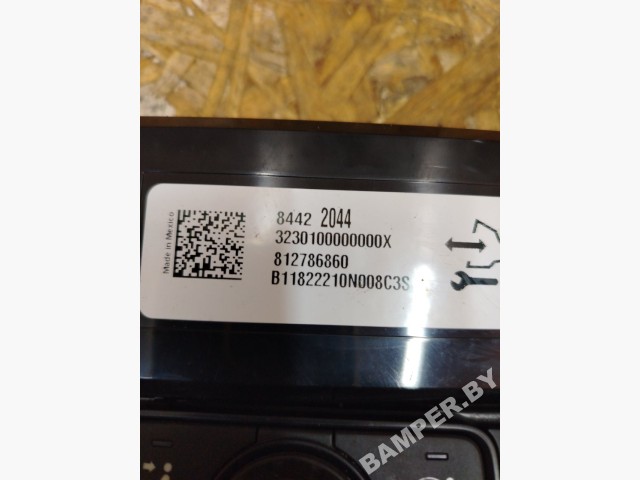 Made in Mexico
8442 2044
3230100000000X
812786860
B11822210N008C3S
BAMPER.BY